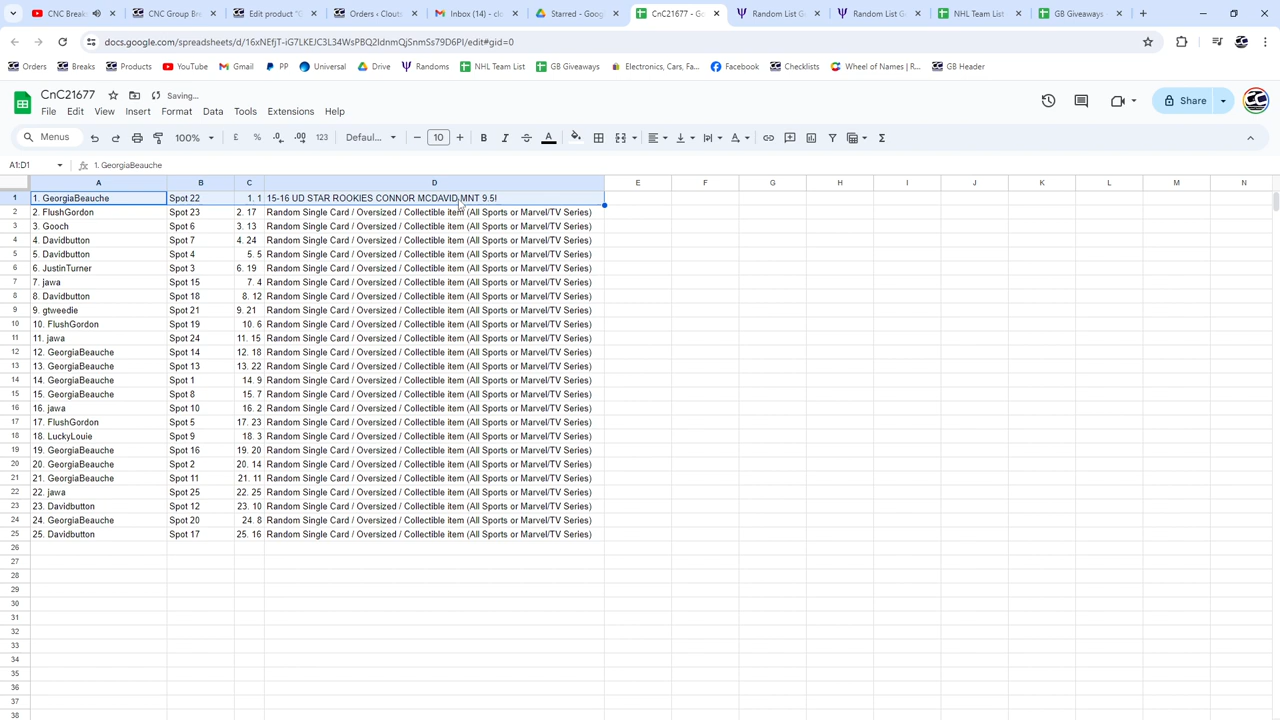 CNC Breaks
CNC Group Bre
Edit product "
Orders < Clouts
Inbox (14) - clo
Starred - Goog
CnC21677 - G
Random List G
Random List Ge
NHL Team List
GB Giveaways
docs.google.com/spreadsheets/d/16xNEfjT-iG7LKEJC3L34WsPBQ2IdnmQjSnmSs79D6PI/edit#gid=0
Orders
Breaks
Products
YouTube
Gmail
PP
Universal
Drive
Randoms
NHL Team List
GB Giveaways
Electronics, Cars, Fa...
Facebook
Checklists
Wheel of Names | R...
GB Header
CnC21677
Saving...
File Edit View Insert Format Data Tools Extensions Help
Share
Menus
100%
£ % .0 .00 123
Defaul...
10
A1:D1
1. GeorgiaBeauche
A B C D E F G H I J K L M N
1 1. GeorgiaBeauche Spot 22 1. 1 15-16 UD STAR ROOKIES CONNOR MCDAVID MNT 9.5!
2 2. FlushGordon Spot 23 2. 17 Random Single Card / Oversized / Collectible item (All Sports or Marvel/TV Series)
3 3. Gooch Spot 6 3. 13 Random Single Card / Oversized / Collectible item (All Sports or Marvel/TV Series)
4 4. Davidbutton Spot 7 4. 24 Random Single Card / Oversized / Collectible item (All Sports or Marvel/TV Series)
5 5. Davidbutton Spot 4 5. 5 Random Single Card / Oversized / Collectible item (All Sports or Marvel/TV Series)
6 6. JustinTurner Spot 3 6. 19 Random Single Card / Oversized / Collectible item (All Sports or Marvel/TV Series)
7 7. jawa Spot 15 7. 4 Random Single Card / Oversized / Collectible item (All Sports or Marvel/TV Series)
8 8. Davidbutton Spot 18 8. 12 Random Single Card / Oversized / Collectible item (All Sports or Marvel/TV Series)
9 9. gtweedie Spot 21 9. 21 Random Single Card / Oversized / Collectible item (All Sports or Marvel/TV Series)
10 10. FlushGordon Spot 19 10. 6 Random Single Card / Oversized / Collectible item (All Sports or Marvel/TV Series)
11 11. jawa Spot 24 11. 15 Random Single Card / Oversized / Collectible item (All Sports or Marvel/TV Series)
12 12. GeorgiaBeauche Spot 14 12. 18 Random Single Card / Oversized / Collectible item (All Sports or Marvel/TV Series)
13 13. GeorgiaBeauche Spot 13 13. 22 Random Single Card / Oversized / Collectible item (All Sports or Marvel/TV Series)
14 14. GeorgiaBeauche Spot 1 14. 9 Random Single Card / Oversized / Collectible item (All Sports or Marvel/TV Series)
15 15. GeorgiaBeauche Spot 8 15. 7 Random Single Card / Oversized / Collectible item (All Sports or Marvel/TV Series)
16 16. jawa Spot 10 16. 2 Random Single Card / Oversized / Collectible item (All Sports or Marvel/TV Series)
17 17. FlushGordon Spot 5 17. 23 Random Single Card / Oversized / Collectible item (All Sports or Marvel/TV Series)
18 18. LuckyLouie Spot 9 18. 3 Random Single Card / Oversized / Collectible item (All Sports or Marvel/TV Series)
19 19. GeorgiaBeauche Spot 16 19. 20 Random Single Card / Oversized / Collectible item (All Sports or Marvel/TV Series)
20 20. GeorgiaBeauche Spot 2 20. 14 Random Single Card / Oversized / Collectible item (All Sports or Marvel/TV Series)
21 21. GeorgiaBeauche Spot 11 21. 11 Random Single Card / Oversized / Collectible item (All Sports or Marvel/TV Series)
22 22. jawa Spot 25 22. 25 Random Single Card / Oversized / Collectible item (All Sports or Marvel/TV Series)
23 23. Davidbutton Spot 12 23. 10 Random Single Card / Oversized / Collectible item (All Sports or Marvel/TV Series)
24 24. GeorgiaBeauche Spot 20 24. 8 Random Single Card / Oversized / Collectible item (All Sports or Marvel/TV Series)
25 25. Davidbutton Spot 17 25. 16 Random Single Card / Oversized / Collectible item (All Sports or Marvel/TV Series)
26
27
28
29
30
31
32
33
34
35
36
37
38